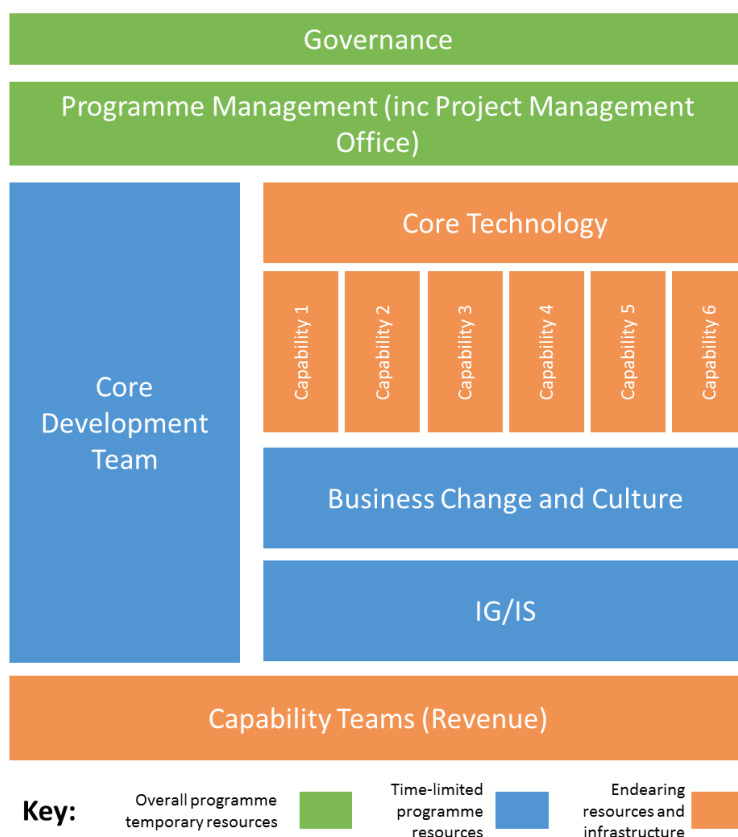 Governance
Programme Management (inc Project Management
Office)
Core
Development
Team
Core Technology
Capability 1
Capability 2
Capability 3
Capability 4
Capability 5
Capability 6
Business Change and Culture
IG/IS
Capability Teams (Revenue)
Key:
Overall programme
temporary resources
Time-limited
programme
resources
Endearing
resources and
infrastructure